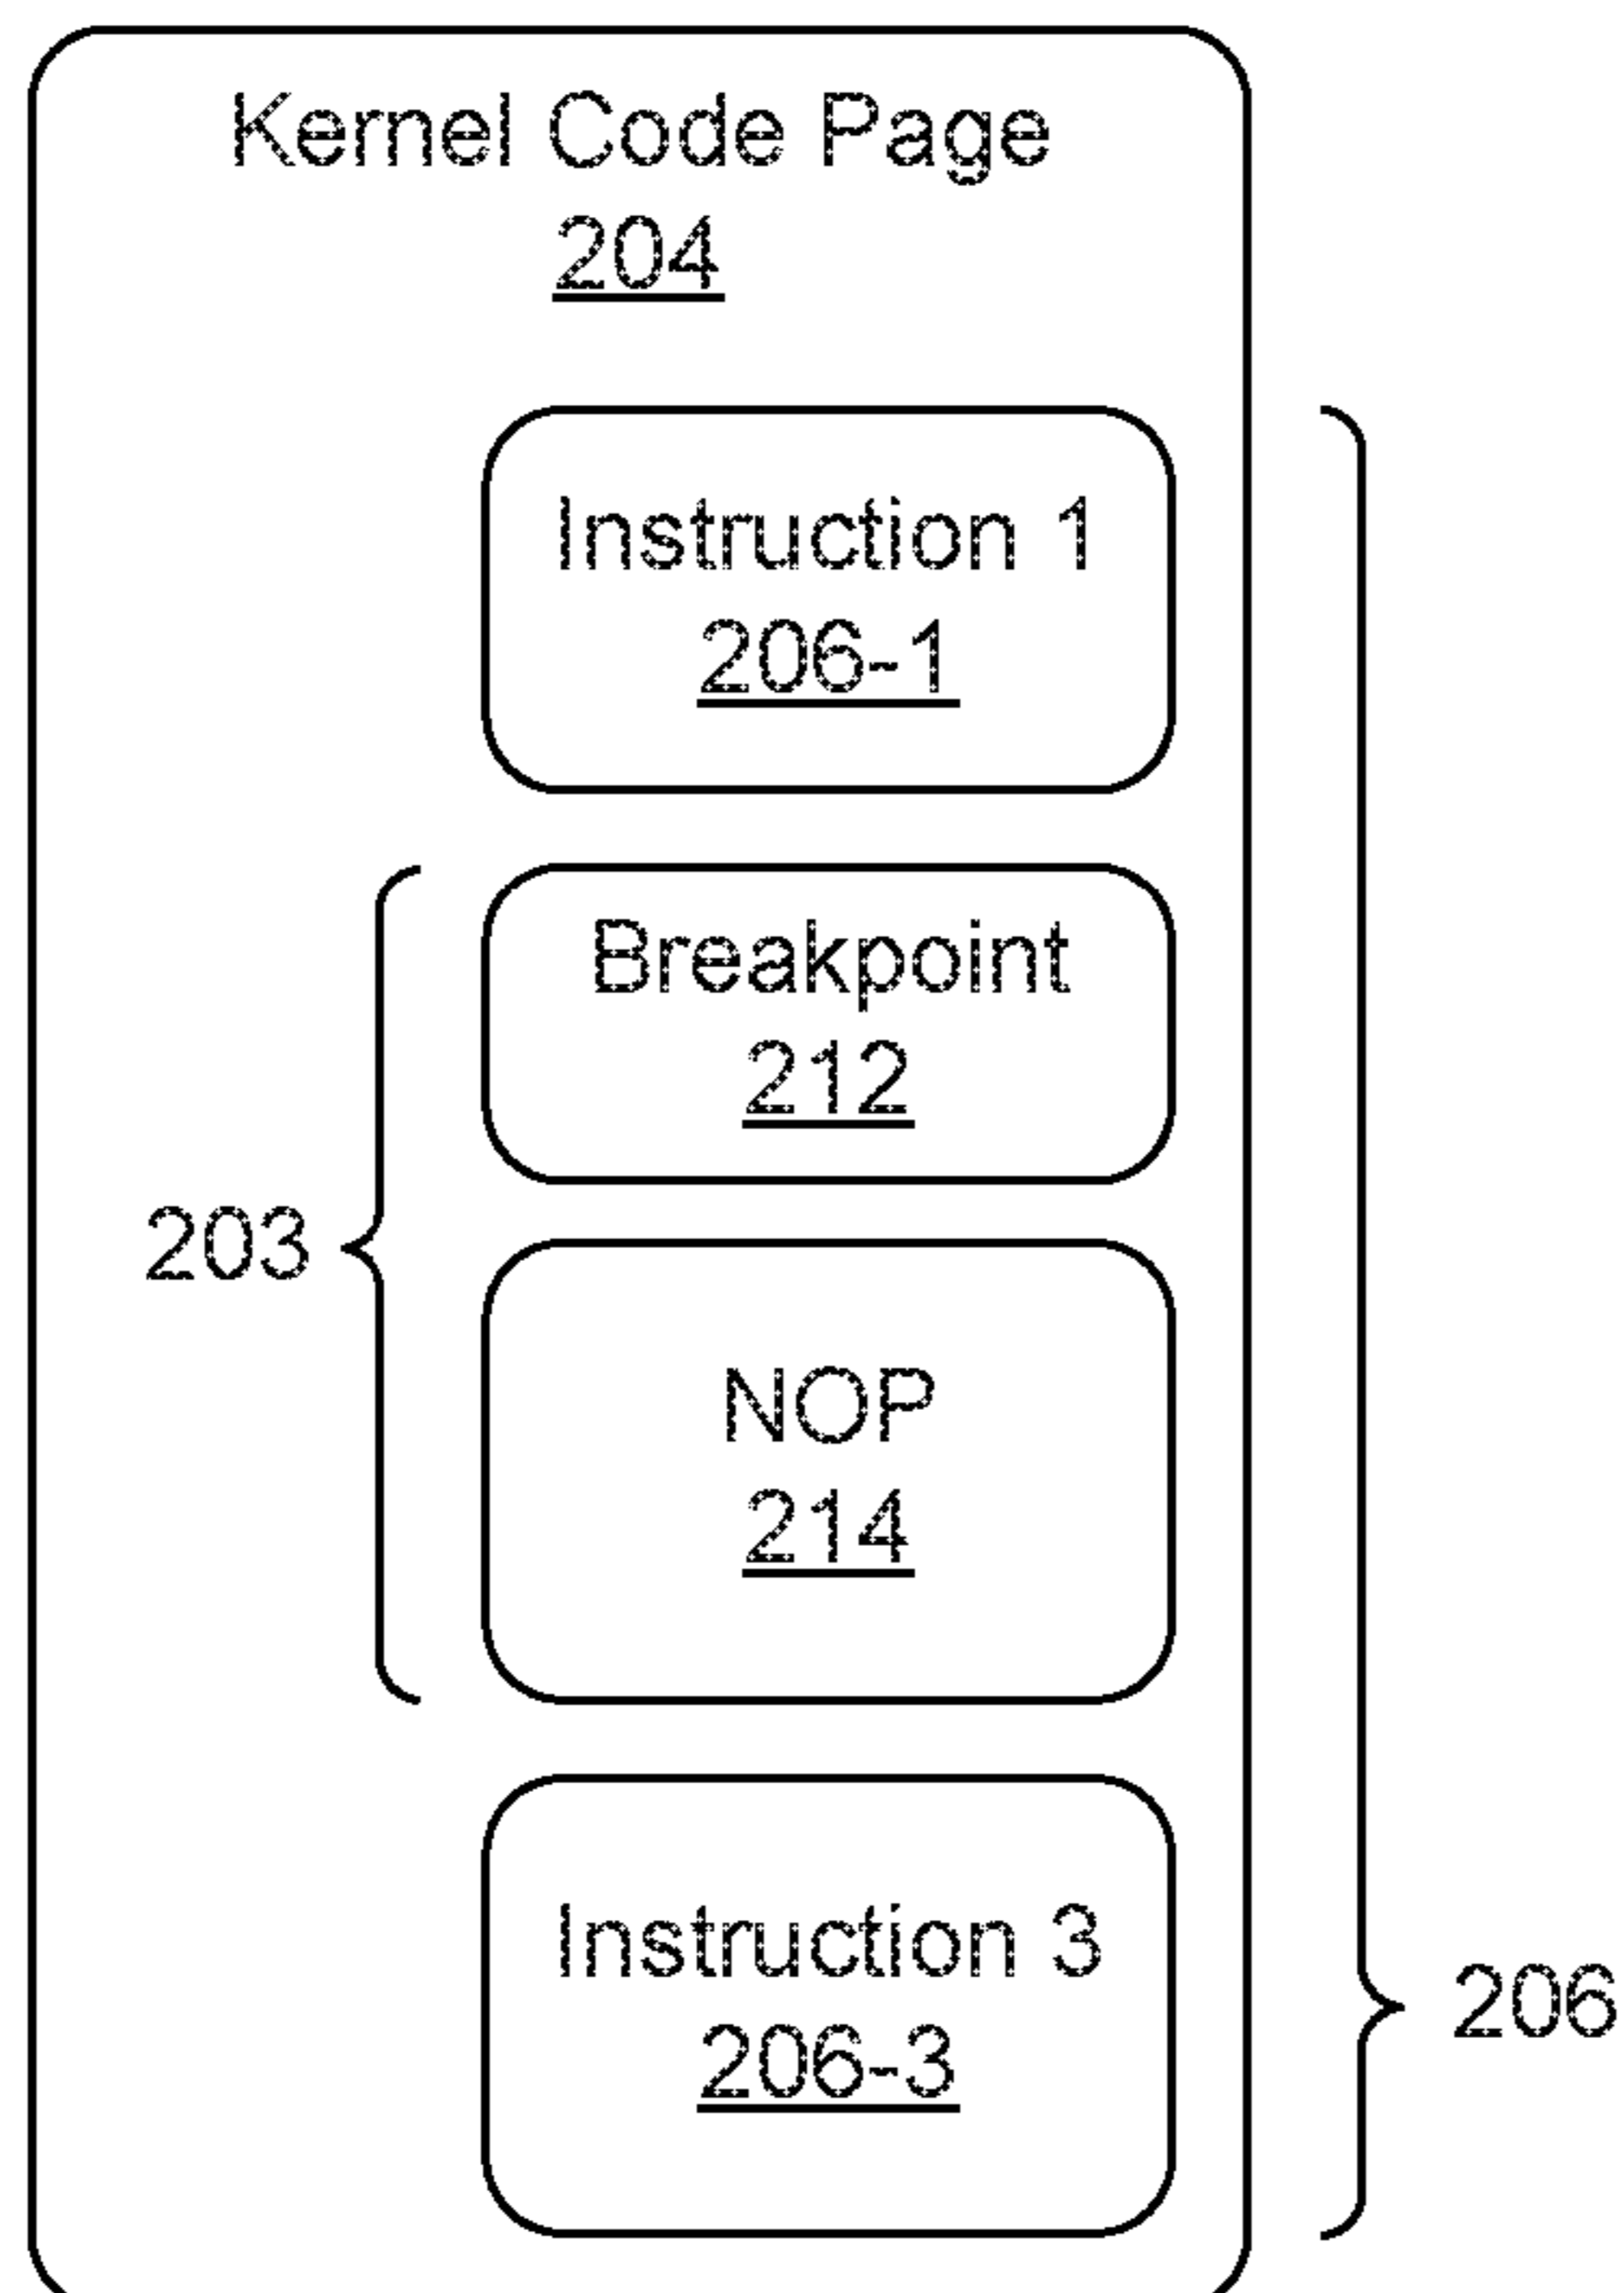 Kernel Code Page
204
Instruction 1
206-1
Breakpoint
212
203
NOP
214
Instruction 3
206-3
206